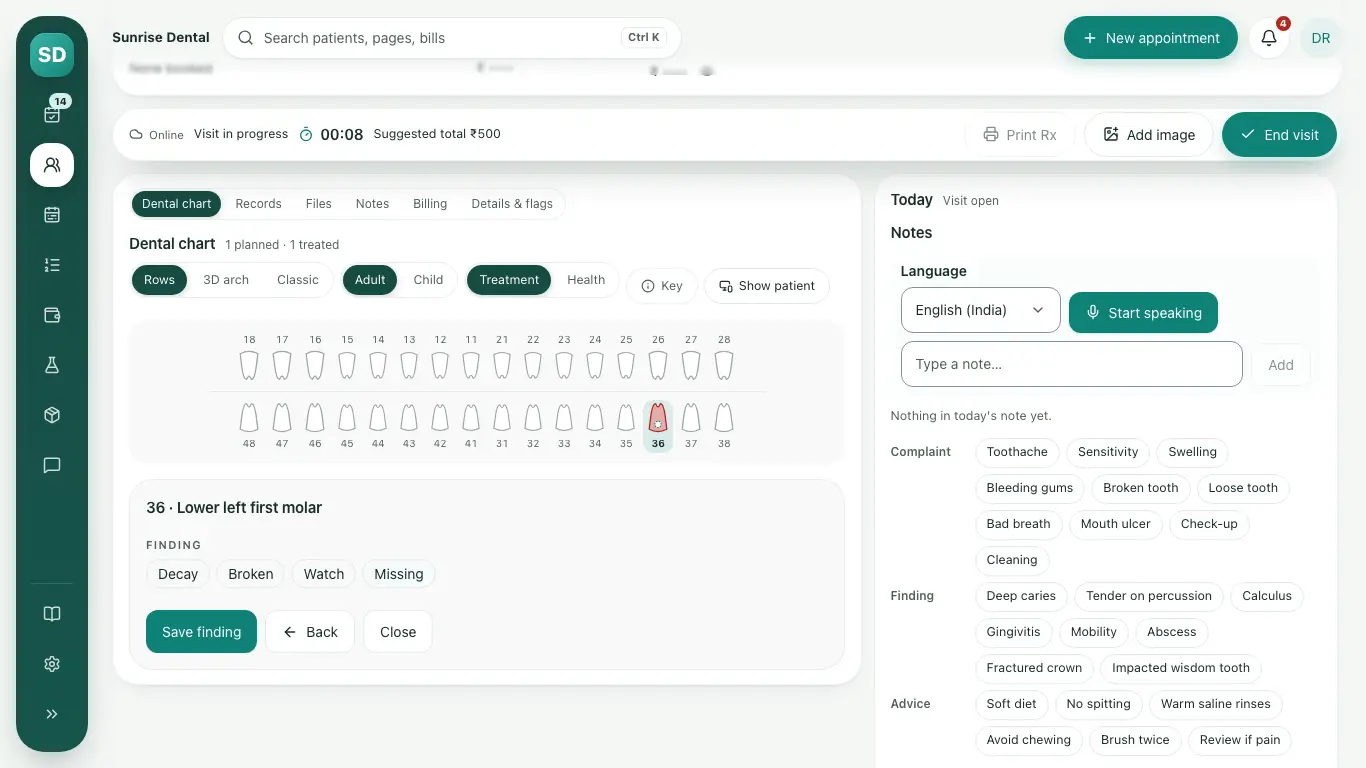 SD
14
Sunrise Dental
Search patients, pages, bills
Ctrl K
New appointment
4
DR
None booked
Online
Visit in progress
00:08
Suggested total ₹500
Print Rx
Add image
End visit
Dental chart
Records
Files
Notes
Billing
Details & flags
Dental chart
1 planned · 1 treated
Rows
3D arch
Classic
Adult
Child
Treatment
Health
Key
Show patient
18 17 16 15 14 13 12 11 21 22 23 24 25 26 27 28
48 47 46 45 44 43 42 41 31 32 33 34 35 36 37 38
36 · Lower left first molar
FINDING
Decay
Broken
Watch
Missing
Save finding
Back
Close
Today
Visit open
Notes
Language
English (India)
Start speaking
Type a note...
Add
Nothing in today's note yet.
Complaint
Toothache
Sensitivity
Swelling
Bleeding gums
Broken tooth
Loose tooth
Bad breath
Mouth ulcer
Check-up
Cleaning
Finding
Deep caries
Tender on percussion
Calculus
Gingivitis
Mobility
Abscess
Fractured crown
Impacted wisdom tooth
Advice
Soft diet
No spitting
Warm saline rinses
Avoid chewing
Brush twice
Review if pain